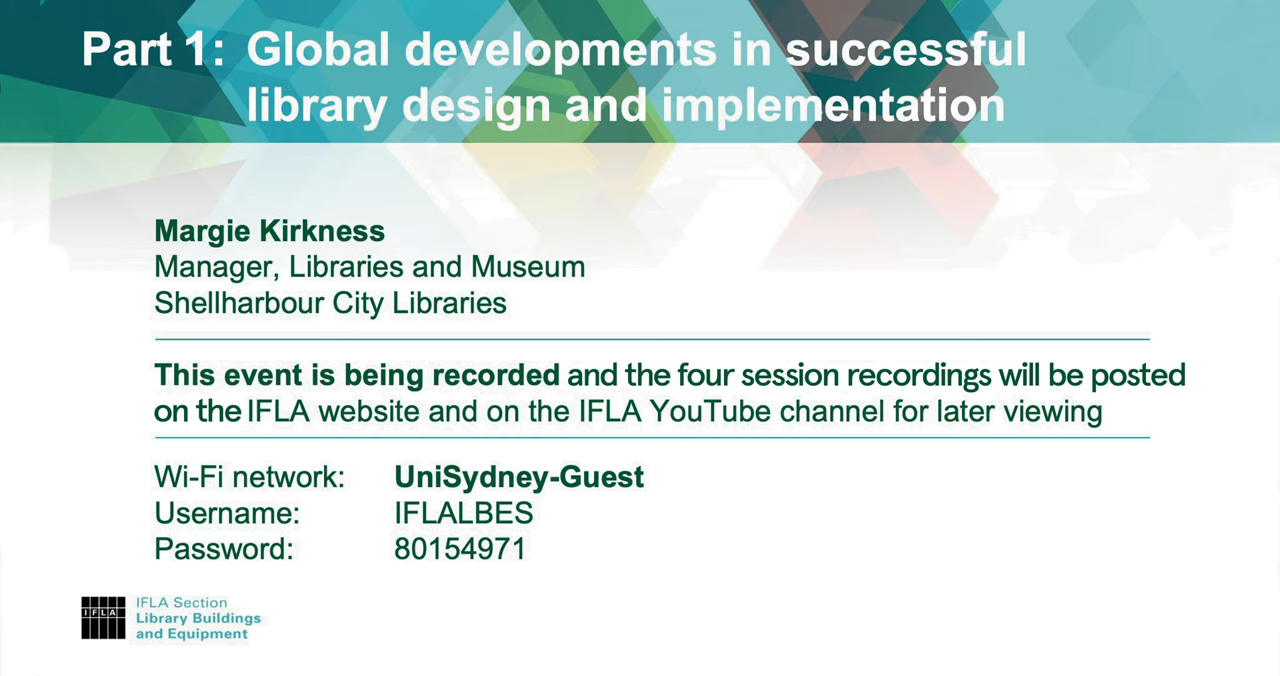 Part 1: Global developments in successful
library design and implementation
Margie Kirkness
Manager, Libraries and Museum
Shellharbour City Libraries
This event is being recorded and the four session recordings will be posted
on the IFLA website and on the IFLA YouTube channel for later viewing
Wi-Fi network: UniSydney-Guest
Username: IFLALBES
Password: 80154971
IFLA
IFLA Section
Library Buildings
and Equipment